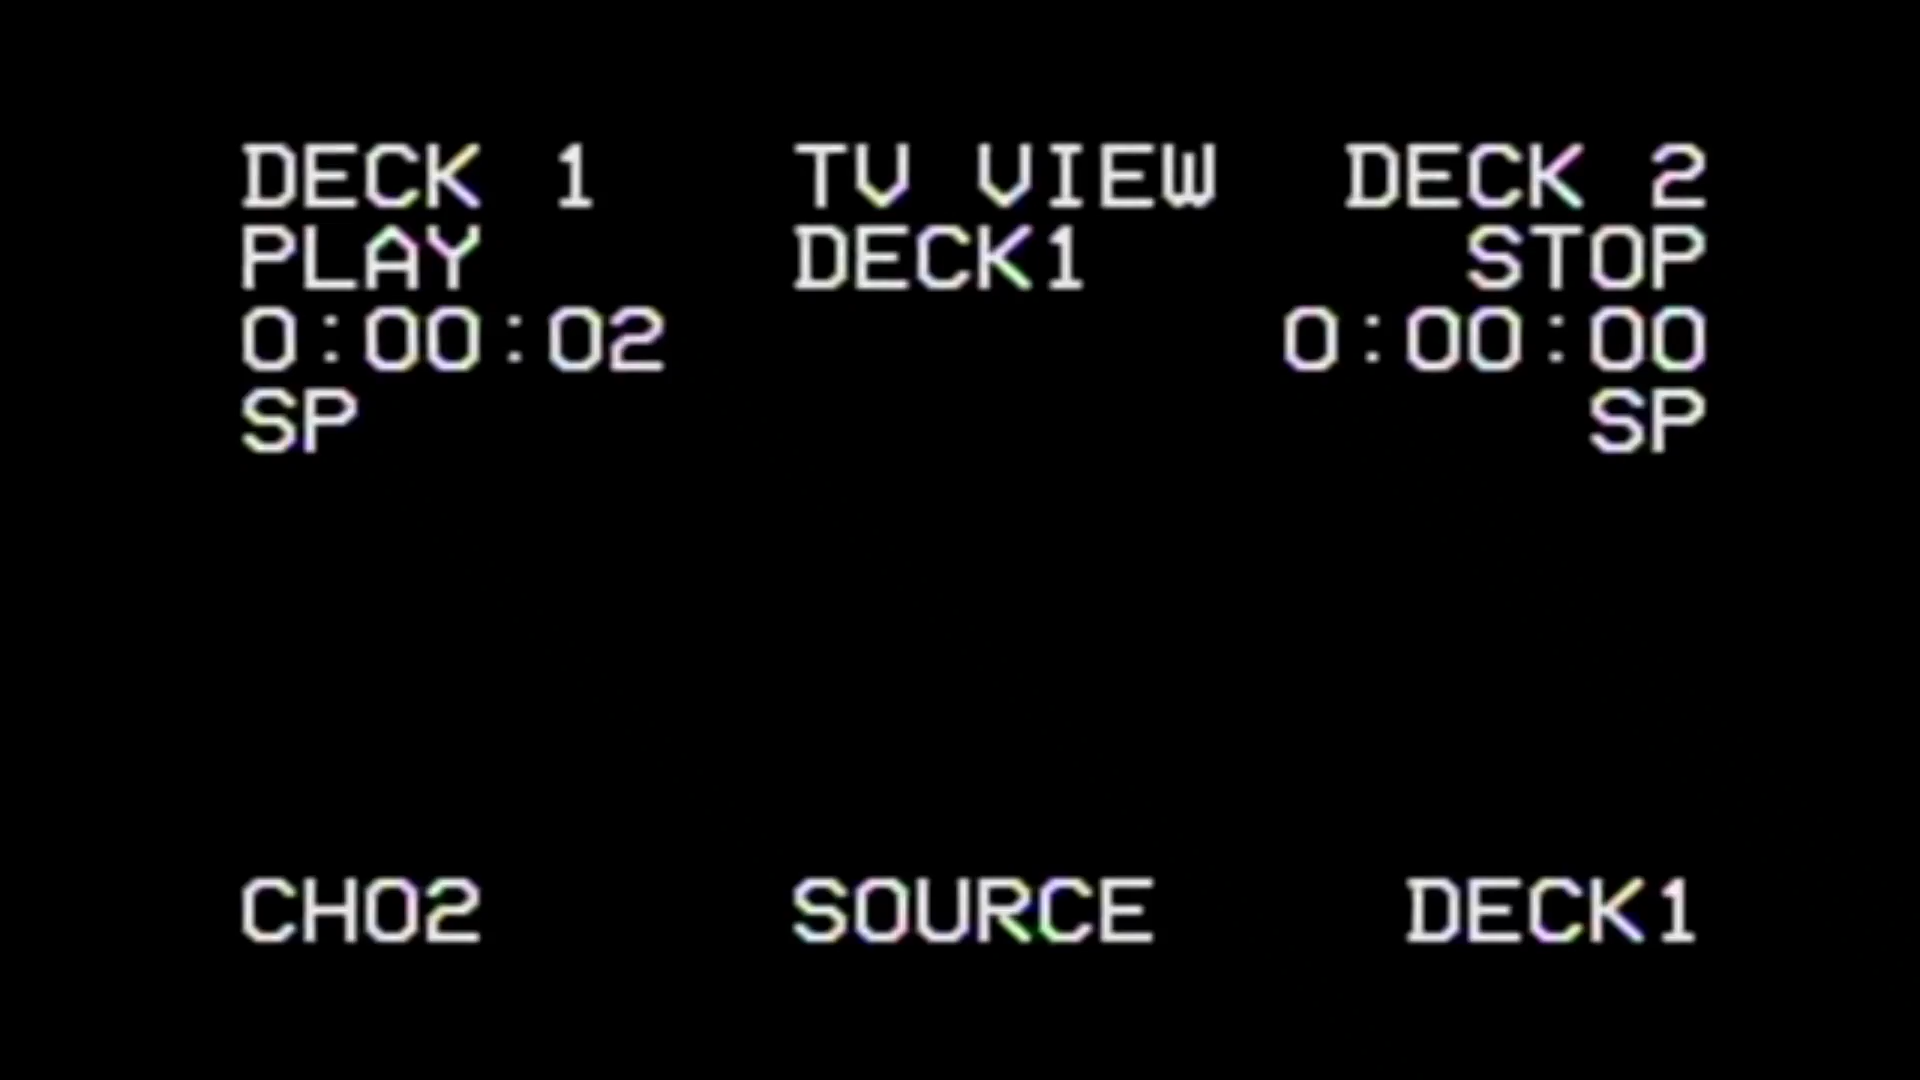 DECK 1 TV VIEW DECK 2
PLAY DECK1 STOP
0:00:02 0:00:00
SP SP
CH02 SOURCE DECK1